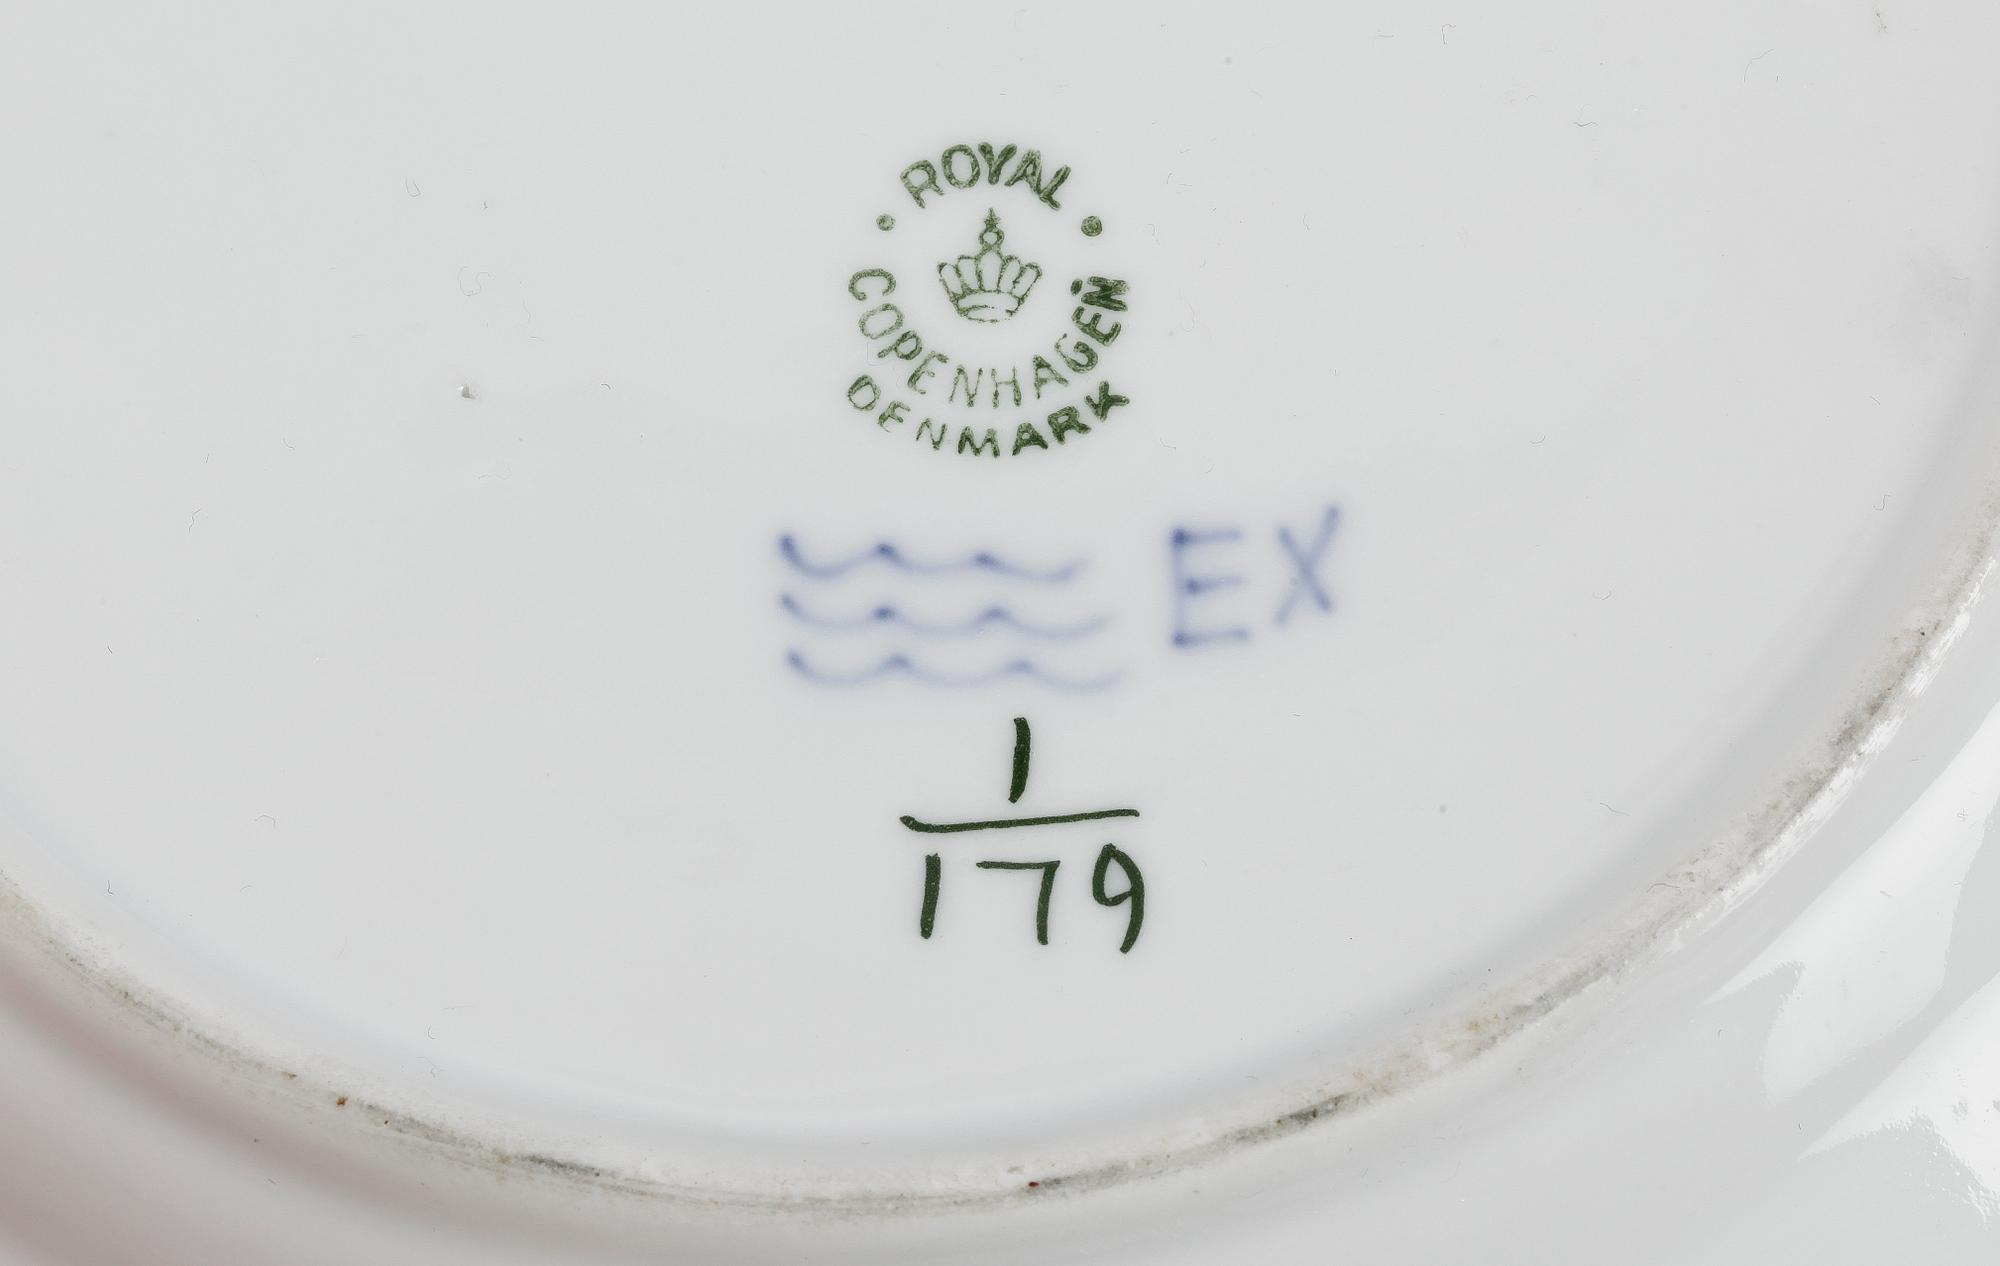 ROYAL
COPENHAGEN
DENMARK
EX
1
179